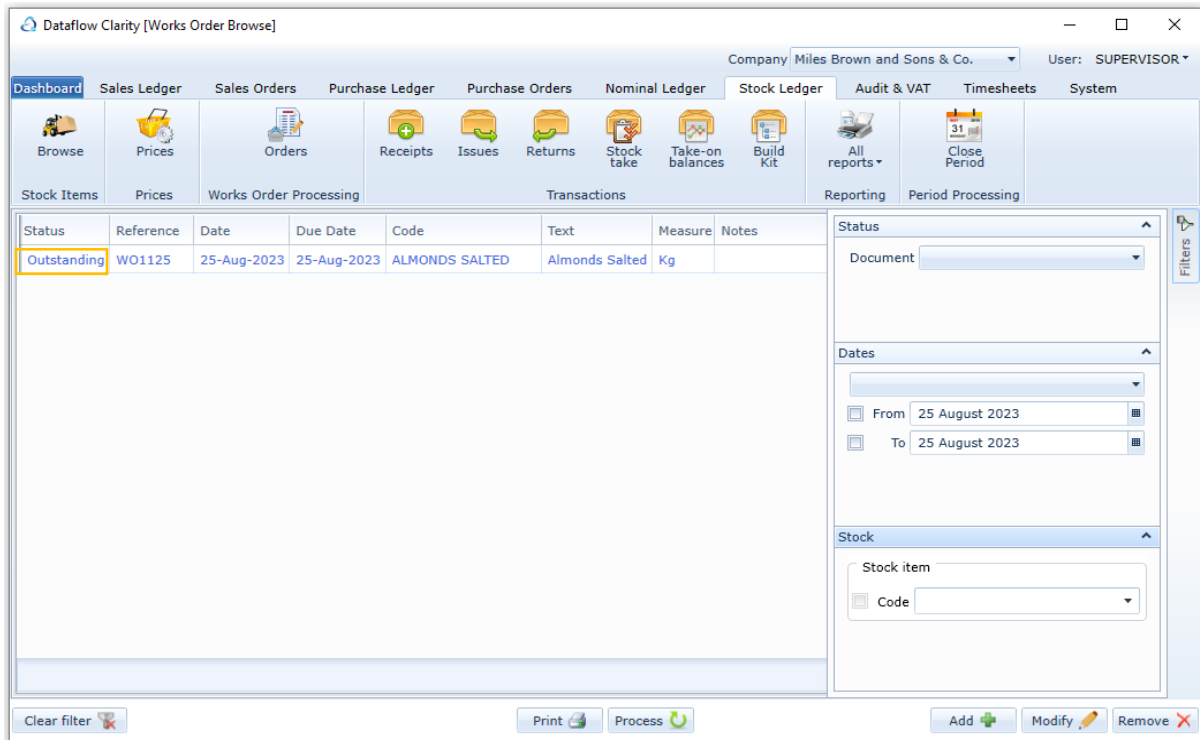 Dataflow Clarity [Works Order Browse]
Company Miles Brown and Sons & Co. User: SUPERVISOR
Dashboard Sales Ledger Sales Orders Purchase Ledger Purchase Orders Nominal Ledger Stock Ledger Audit & VAT Timesheets System
31
Browse Prices Orders Receipts Issues Returns Stock take Take-on balances Build Kit All reports Close Period
Stock Items Prices Works Order Processing Transactions Reporting Period Processing
Status Reference Date Due Date Code Text Measure Notes
Outstanding WO1125 25-Aug-2023 25-Aug-2023 ALMONDS SALTED Almonds Salted Kg
Status
Document
Dates
From 25 August 2023
To 25 August 2023
Stock
Stock item
Code
Filters
Clear filter Print Process Add Modify Remove